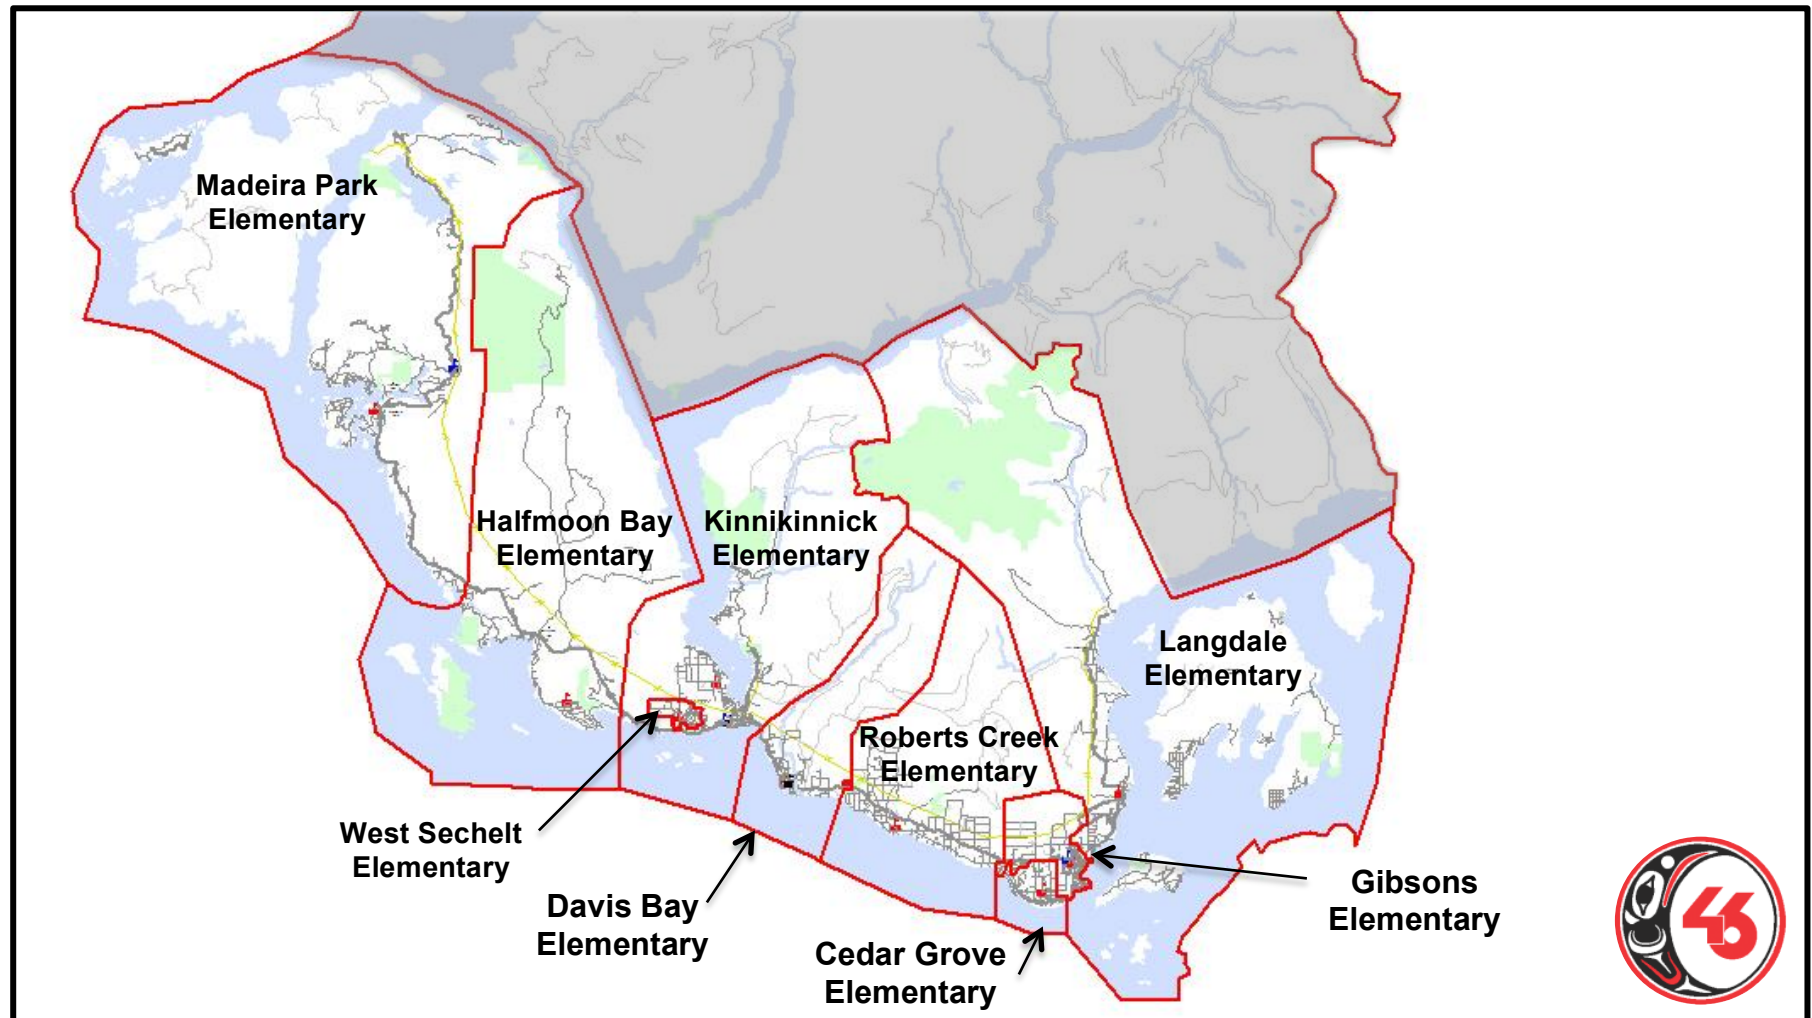 Madeira Park
Elementary
Halfmoon Bay
Elementary
Kinnikinnick
Elementary
Langdale
Elementary
Roberts Creek
Elementary
West Sechelt
Elementary
Davis Bay
Elementary
Cedar Grove
Elementary
Gibsons
Elementary
46